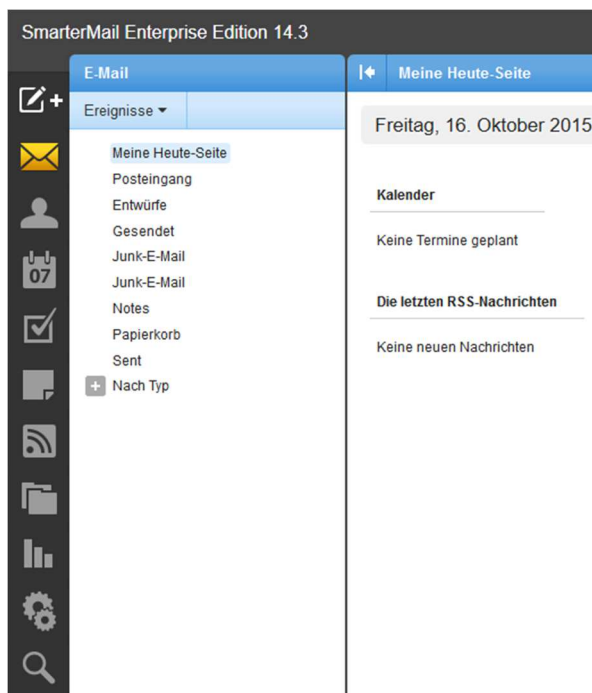 SmarterMail Enterprise Edition 14.3
E-Mail
Ereignisse
Meine Heute-Seite
Posteingang
Entwürfe
Gesendet
Junk-E-Mail
Junk-E-Mail
Notes
Papierkorb
Sent
Nach Typ
07
Meine Heute-Seite
Freitag, 16. Oktober 2015
Kalender
Keine Termine geplant
Die letzten RSS-Nachrichten
Keine neuen Nachrichten